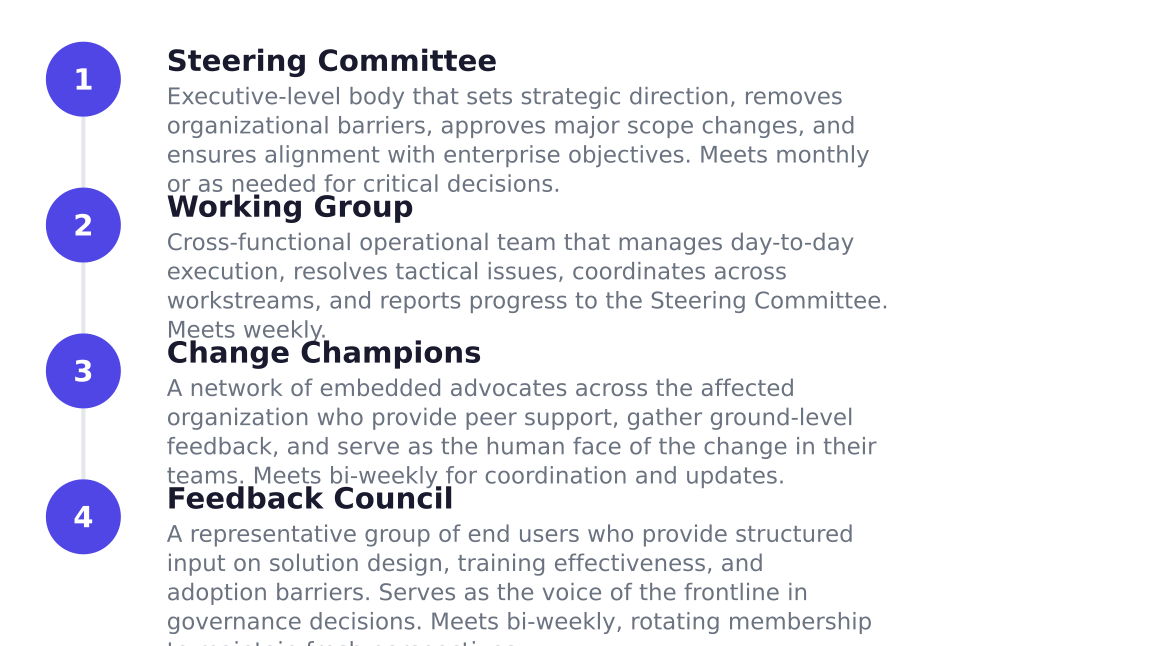 1
Steering Committee
Executive-level body that sets strategic direction, removes
organizational barriers, approves major scope changes, and
ensures alignment with enterprise objectives. Meets monthly
or as needed for critical decisions.
2
Working Group
Cross-functional operational team that manages day-to-day
execution, resolves tactical issues, coordinates across
workstreams, and reports progress to the Steering Committee.
Meets weekly.
3
Change Champions
A network of embedded advocates across the affected
organization who provide peer support, gather ground-level
feedback, and serve as the human face of the change in their
teams. Meets bi-weekly for coordination and updates.
4
Feedback Council
A representative group of end users who provide structured
input on solution design, training effectiveness, and
adoption barriers. Serves as the voice of the frontline in
governance decisions. Meets bi-weekly, rotating membership
to maintain fresh perspectives.